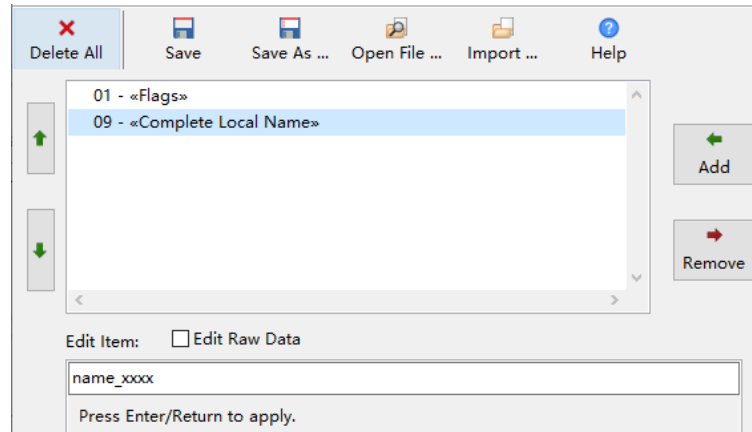 Delete All
Save
Save As ...
Open File ...
Import ...
Help
01 - «Flags»
09 - «Complete Local Name»
Add
Remove
Edit Item:
Edit Raw Data
name_xxxx
Press Enter/Return to apply.